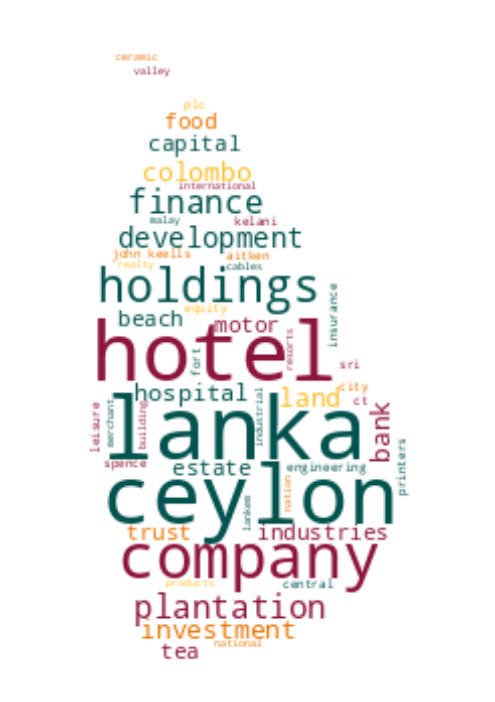 ceramic
valley
plc
food
capital
colombo
international
finance
malay
kelani
development
john keells
aitken
realty
cables
holdings
equity
insurance
beach
motor
hotel
resorts
fort
sri
hospital
land
city
ct
lanka
leisure
merchant
building
industrial
bank
spence
estate
engineering
printers
ceylon
nation
lankem
trust
industries
company
products
central
plantation
investment
national
tea